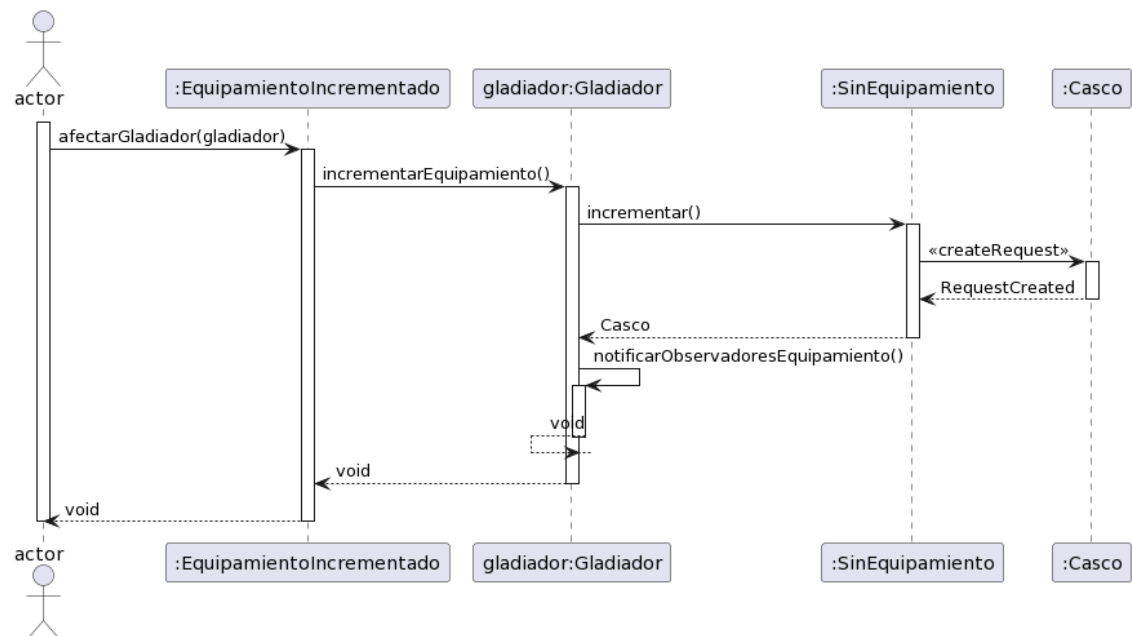 actor
:EquipamientoIncrementado
gladiador:Gladiador
:SinEquipamiento
:Casco
afectarGladiador(gladiador)
incrementarEquipamiento()
incrementar()
«createRequest»
RequestCreated
Casco
notificarObservadoresEquipamiento()
void
void
void
actor
:EquipamientoIncrementado
gladiador:Gladiador
:SinEquipamiento
:Casco